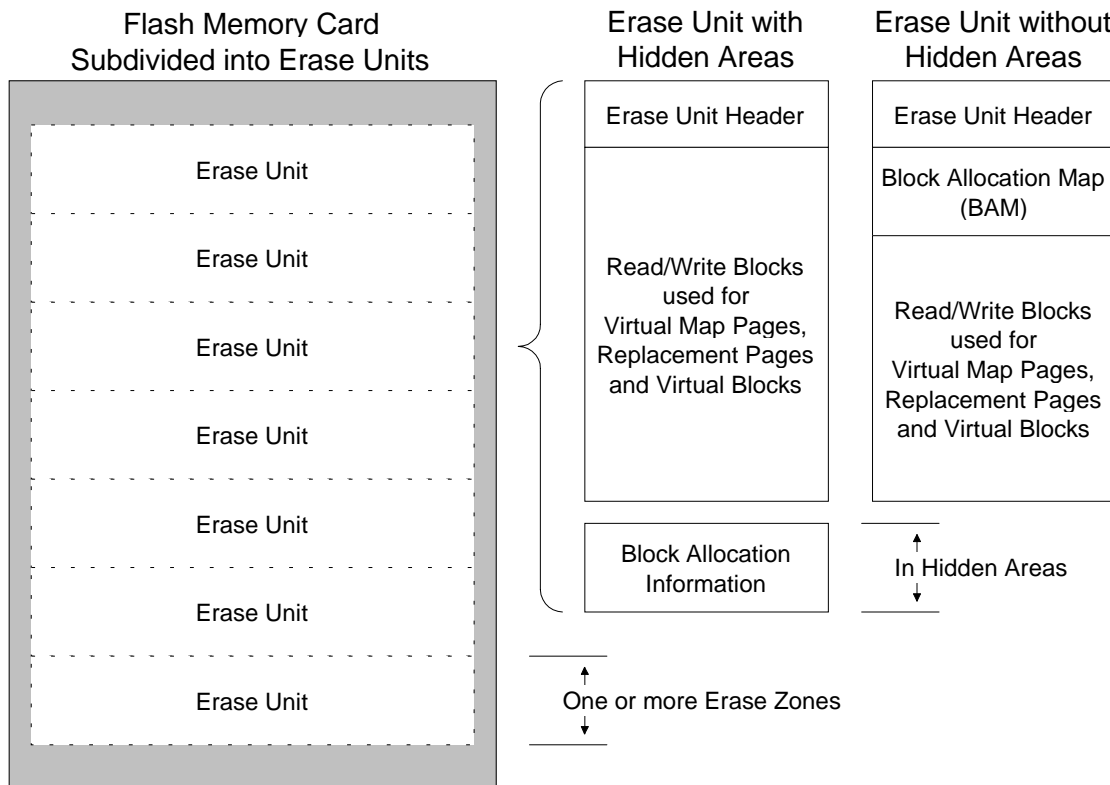 Flash Memory Card
Subdivided into Erase Units
Erase Unit
Erase Unit
Erase Unit
Erase Unit
Erase Unit
Erase Unit
Erase Unit
Erase Unit with
Hidden Areas
Erase Unit Header
Read/Write Blocks
used for
Virtual Map Pages,
Replacement Pages
and Virtual Blocks
Block Allocation
Information
One or more Erase Zones
Erase Unit without
Hidden Areas
Erase Unit Header
Block Allocation Map
(BAM)
Read/Write Blocks
used for
Virtual Map Pages,
Replacement Pages
and Virtual Blocks
In Hidden Areas